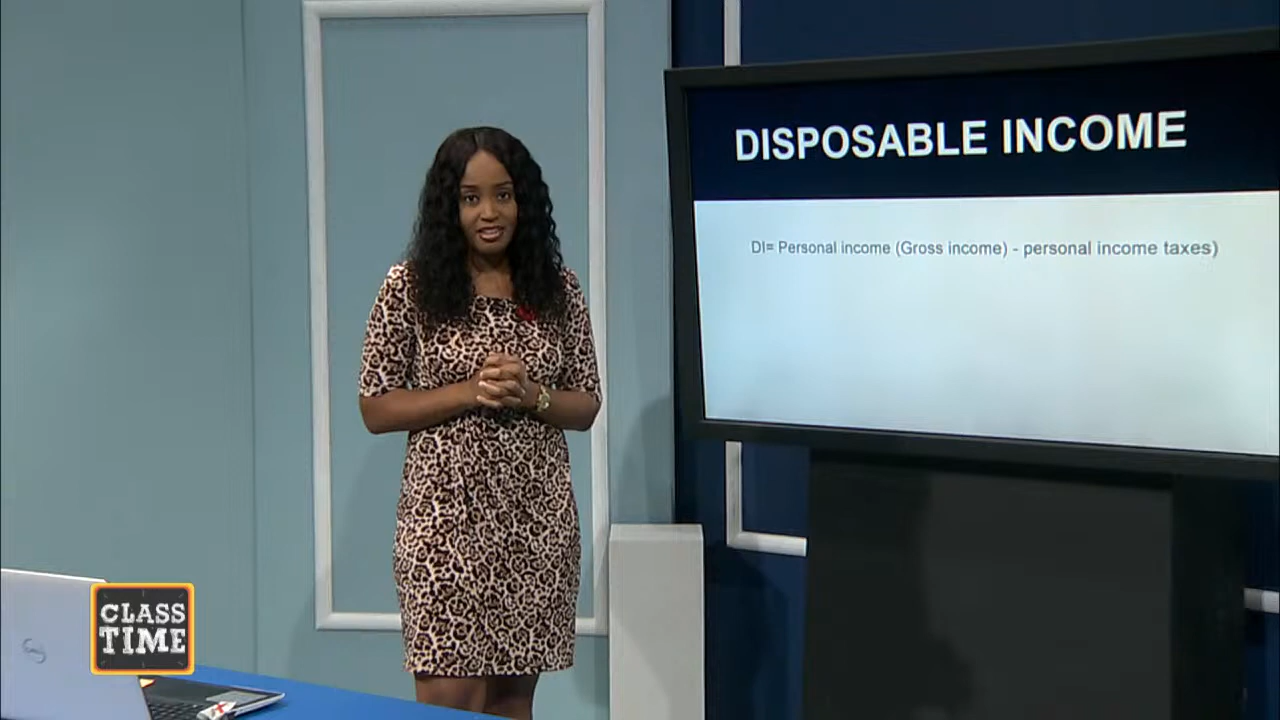 DISPOSABLE INCOME
DI= Personal income (Gross income) - personal income taxes)
CLASS
TIME